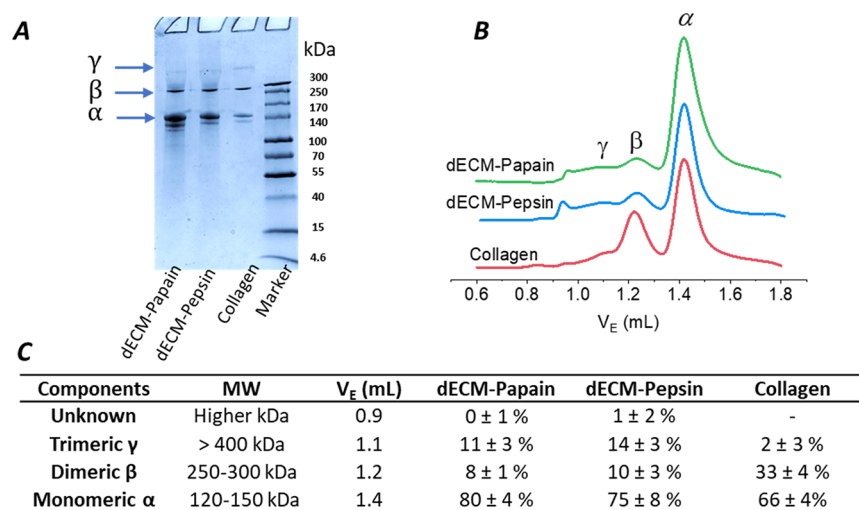 A
kDa
γ
β
α
300
250
170
140
100
70
55
40
15
4.6
dECM-Papain
dECM-Pepsin
Collagen
Marker
B
α
γ
β
dECM-Papain
dECM-Pepsin
Collagen
0.6 1.0 1.2 1.4 1.6 1.8
VE (mL)
C
Components MW VE (mL) dECM-Papain dECM-Pepsin Collagen
Unknown Higher kDa 0.9 0 ± 1 % 1 ± 2 % -
Trimeric γ > 400 kDa 1.1 11 ± 3 % 14 ± 3 % 2 ± 3 %
Dimeric β 250-300 kDa 1.2 8 ± 1 % 10 ± 3 % 33 ± 4 %
Monomeric α 120-150 kDa 1.4 80 ± 4 % 75 ± 8 % 66 ± 4%